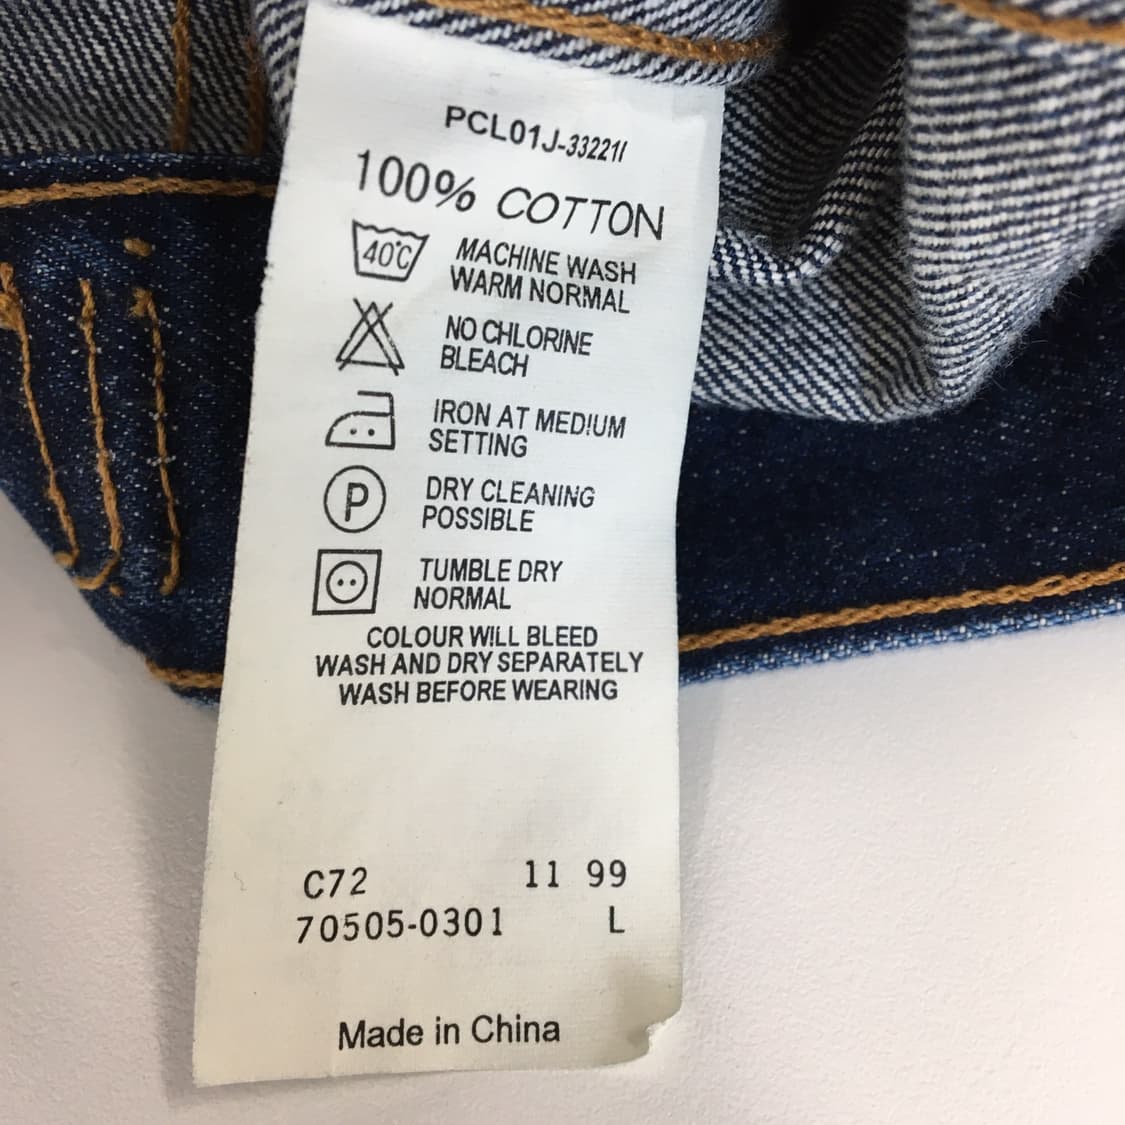 PCL01J-33221I
100% COTTON
40°C MACHINE WASH
WARM NORMAL
NO CHLORINE
BLEACH
IRON AT MEDIUM
SETTING
P DRY CLEANING
POSSIBLE
TUMBLE DRY
NORMAL
COLOUR WILL BLEED
WASH AND DRY SEPARATELY
WASH BEFORE WEARING
C72 11 99
70505-0301 L
Made in China